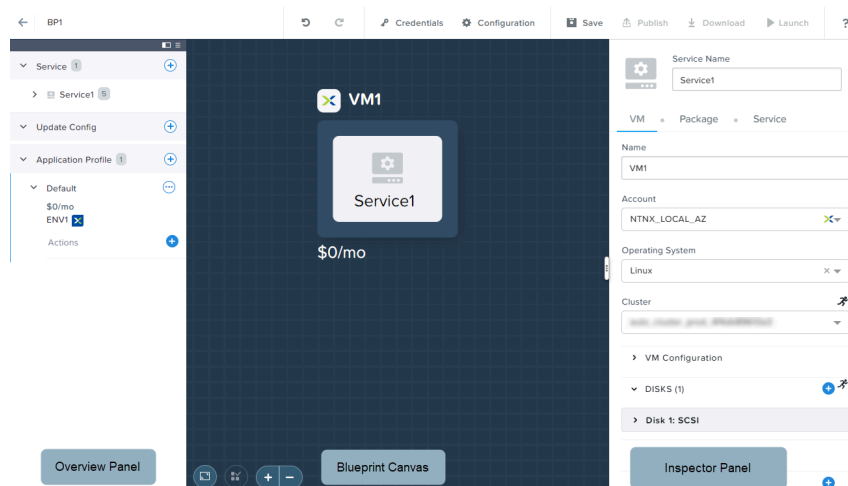 BP1
Credentials
Configuration
Save
Publish
Download
Launch
?
Service 1
Service1 5
Update Config
Application Profile 1
Default
$0/mo
ENV1
Actions
Overview Panel
VM1
Service1
$0/mo
Blueprint Canvas
Service Name
Service1
VM
Package
Service
Name
VM1
Account
NTNX_LOCAL_AZ
Operating System
Linux
Cluster
VM Configuration
DISKS (1)
Disk 1: SCSI
Inspector Panel